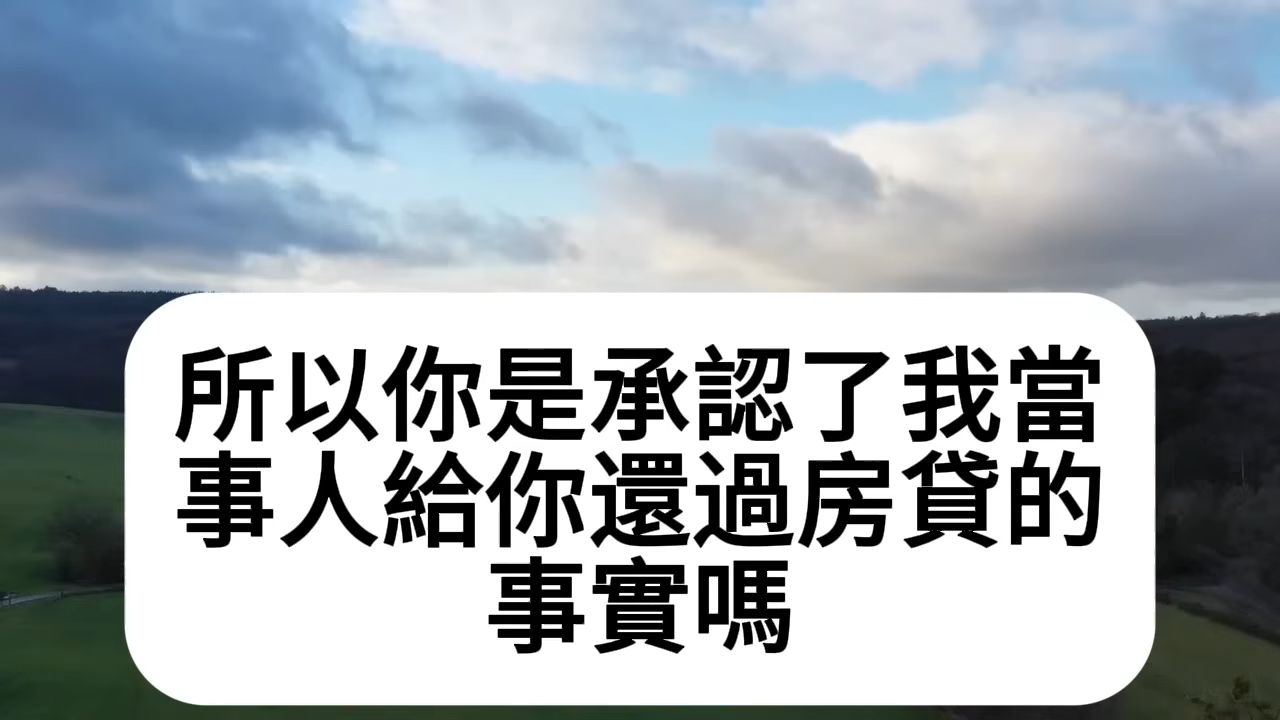 所以你是承認了我當
事人給你還過房貸的
事實嗎